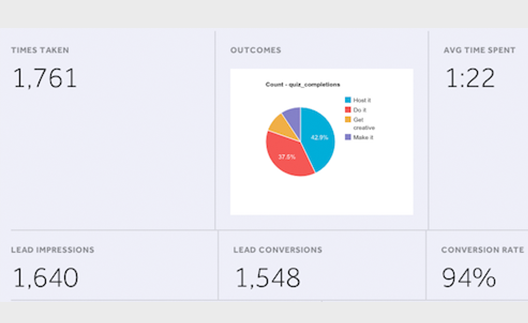 TIMES TAKEN
1,761
OUTCOMES
Count - quiz_completions
Host it
Do it
Get
creative
Make it
42.8%
37.5%
AVG TIME SPENT
1:22
LEAD IMPRESSIONS
1,640
LEAD CONVERSIONS
1,548
CONVERSION RATE
94%